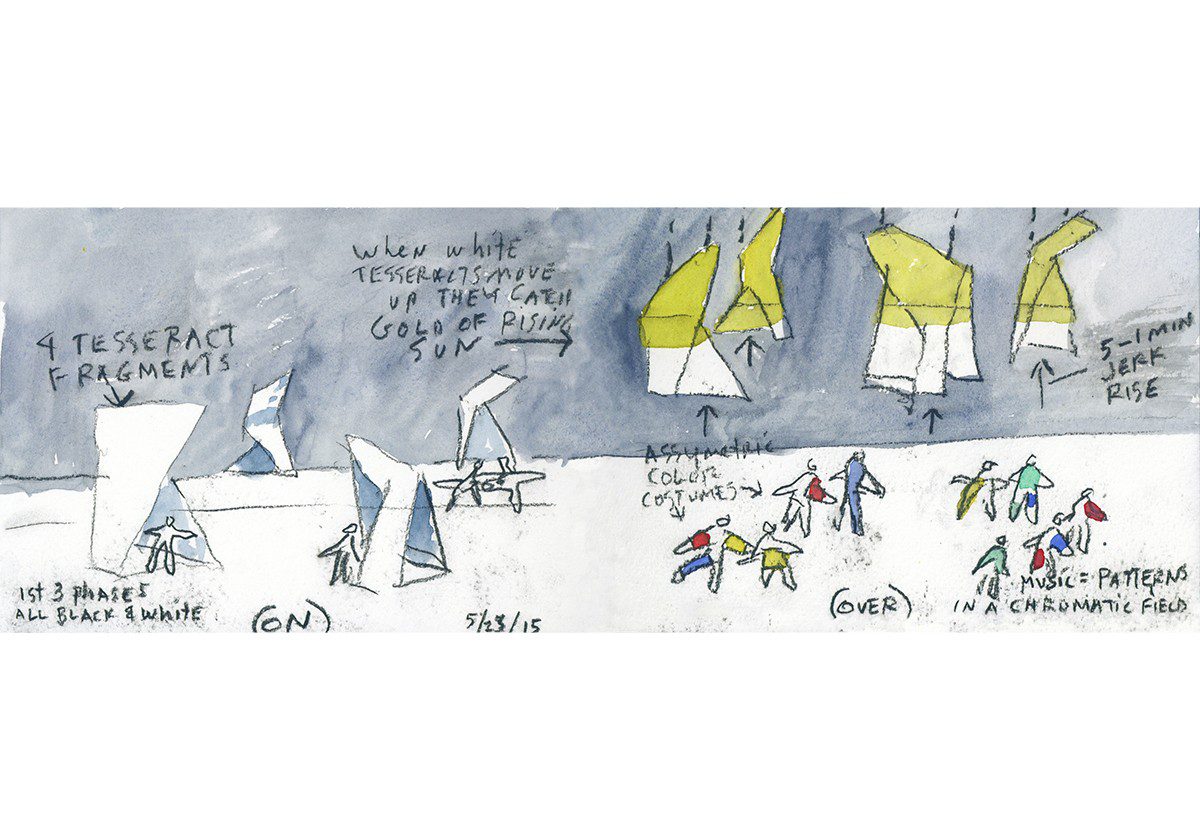 4 TESSERACT
FRAGMENTS
1ST 3 PHASES
ALL BLACK & WHITE
(ON)
5/23/15
WHEN WHITE
TESSERACTS MOVE
UP THEY CATCH
GOLD OF RISING
SUN
5-1 MIN
JERK
RISE
ASSYMETRIC
COLOR
COSTUMES
(OVER)
MUSIC = PATTERNS
IN A CHROMATIC FIELD